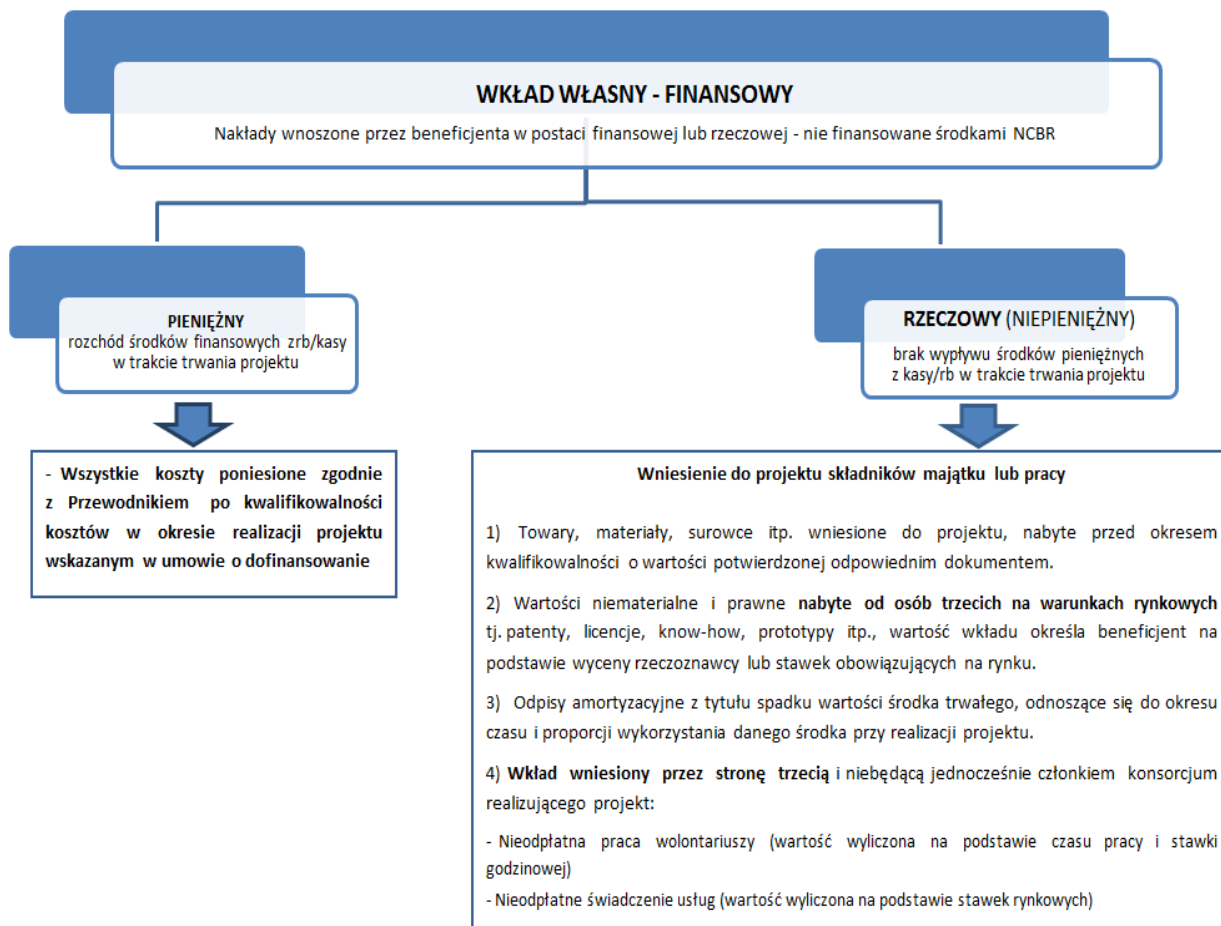 WKŁAD WŁASNY - FINANSOWY
Nakłady wnoszone przez beneficjenta w postaci finansowej lub rzeczowej - nie finansowane środkami NCBR
PIENIĘŻNY
rozchód środków finansowych zrb/kasy
w trakcie trwania projektu
RZECZOWY (NIEPIENIĘŻNY)
brak wypływu środków pieniężnych
z kasy/rb w trakcie trwania projektu
- Wszystkie koszty poniesione zgodnie
z Przewodnikiem po kwalifikowalności
kosztów w okresie realizacji projektu
wskazanym w umowie o dofinansowanie
Wniesienie do projektu składników majątku lub pracy
1) Towary, materiały, surowce itp. wniesione do projektu, nabyte przed okresem
kwalifikowalności o wartości potwierdzonej odpowiednim dokumentem.
2) Wartości niematerialne i prawne nabyte od osób trzecich na warunkach rynkowych
tj. patenty, licencje, know-how, prototypy itp., wartość wkładu określa beneficjent na
podstawie wyceny rzeczoznawcy lub stawek obowiązujących na rynku.
3) Odpisy amortyzacyjne z tytułu spadku wartości środka trwałego, odnoszące się do okresu
czasu i proporcji wykorzystania danego środka przy realizacji projektu.
4) Wkład wniesiony przez stronę trzecią i niebędącą jednocześnie członkiem konsorcjum
realizującego projekt:
- Nieodpłatna praca wolontariuszy (wartość wyliczona na podstawie czasu pracy i stawki
godzinowej)
- Nieodpłatne świadczenie usług (wartość wyliczona na podstawie stawek rynkowych)